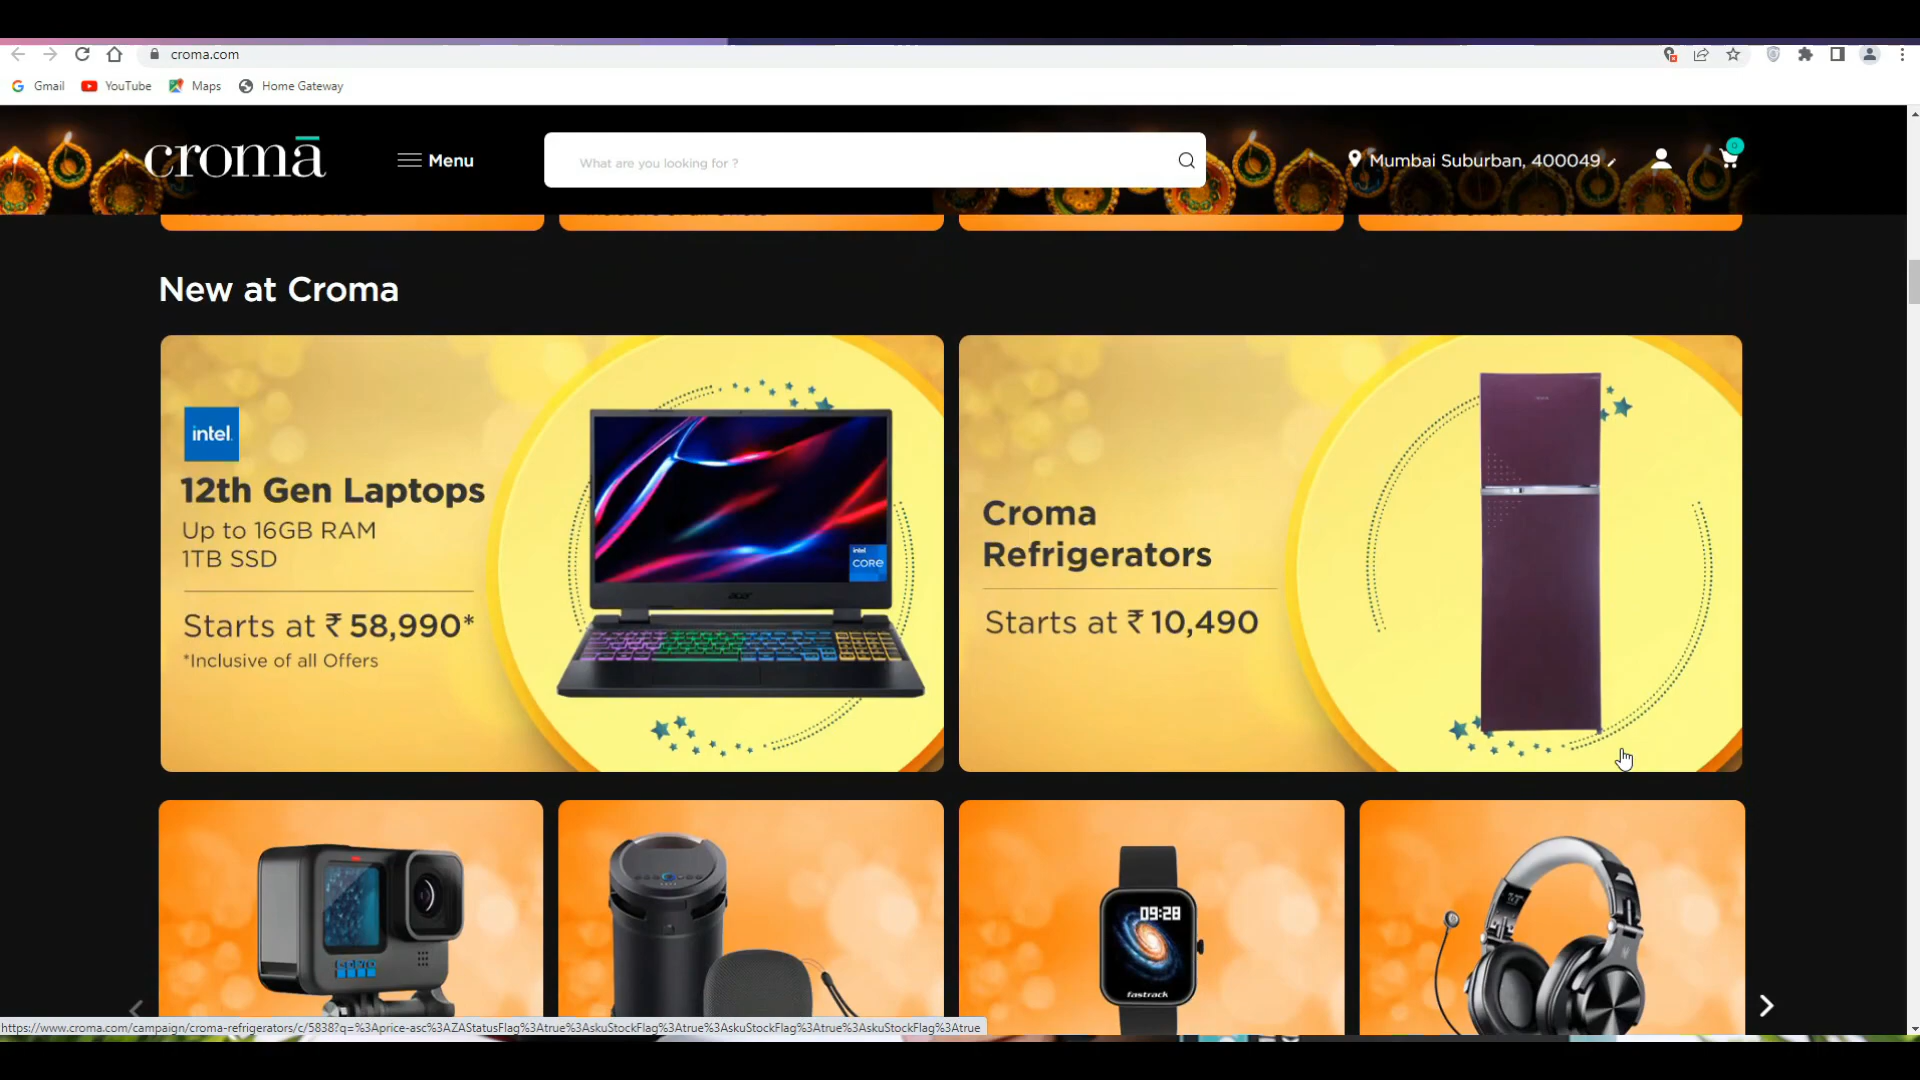 croma.com
Gmail
YouTube
Maps
Home Gateway
cromā
Menu
What are you looking for ?
Mumbai Suburban, 400049
0
New at Croma
intel.
12th Gen Laptops
Up to 16GB RAM
1TB SSD
Starts at ₹ 58,990*
*Inclusive of all Offers
intel
CORE
acer
Croma
Refrigerators
Starts at ₹ 10,490
09:28
fastrack
https://www.croma.com/campaign/croma-refrigerators/c/5838?q=%3Aprice-asc%3AZAStatusFlag%3Atrue%3AskuStockFlag%3Atrue%3AskuStockFlag%3Atrue%3AskuStockFlag%3Atrue